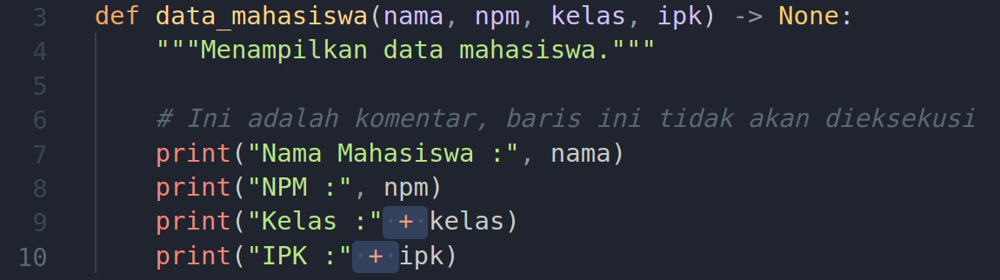 3 def data_mahasiswa(nama, npm, kelas, ipk) -> None:
4 """Menampilkan data mahasiswa."""
5
6 # Ini adalah komentar, baris ini tidak akan dieksekusi
7 print("Nama Mahasiswa :", nama)
8 print("NPM :", npm)
9 print("Kelas :" + kelas)
10 print("IPK :" + ipk)